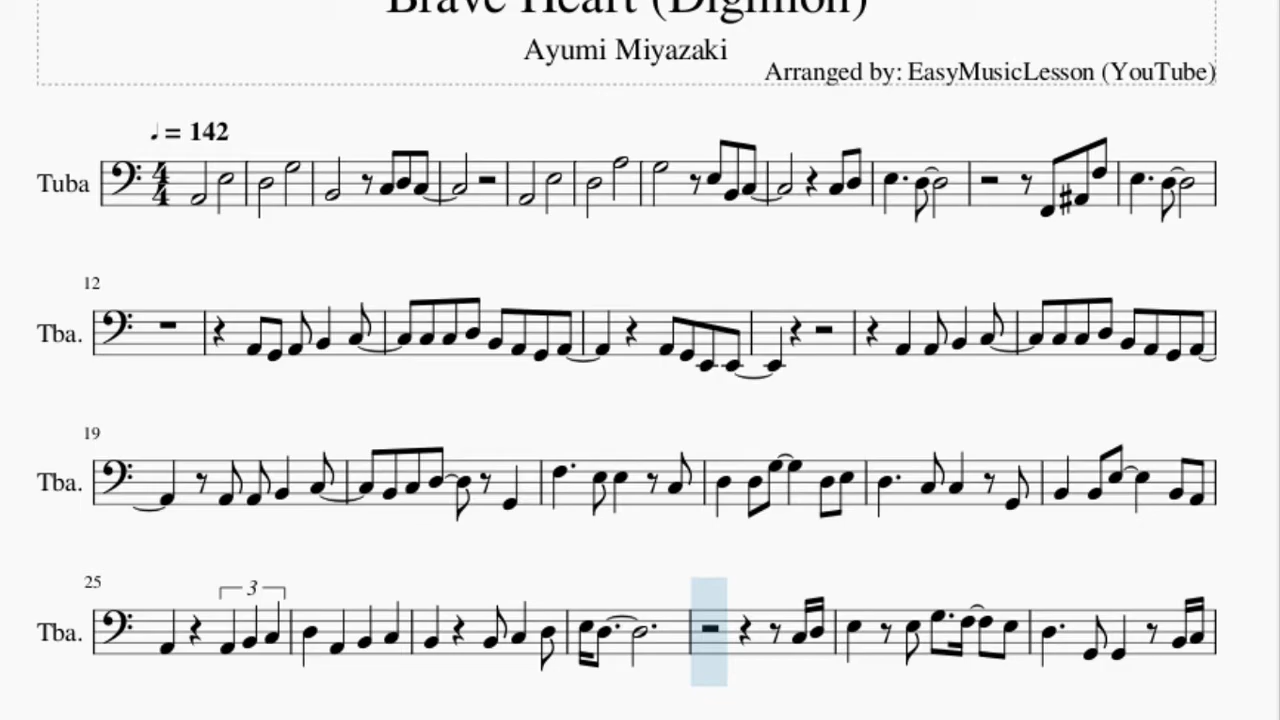 Brave Heart (Digimon)
Ayumi Miyazaki
Arranged by: EasyMusicLesson (YouTube)
♩ = 142
Tuba
12
Tba.
19
Tba.
25
3
Tba.